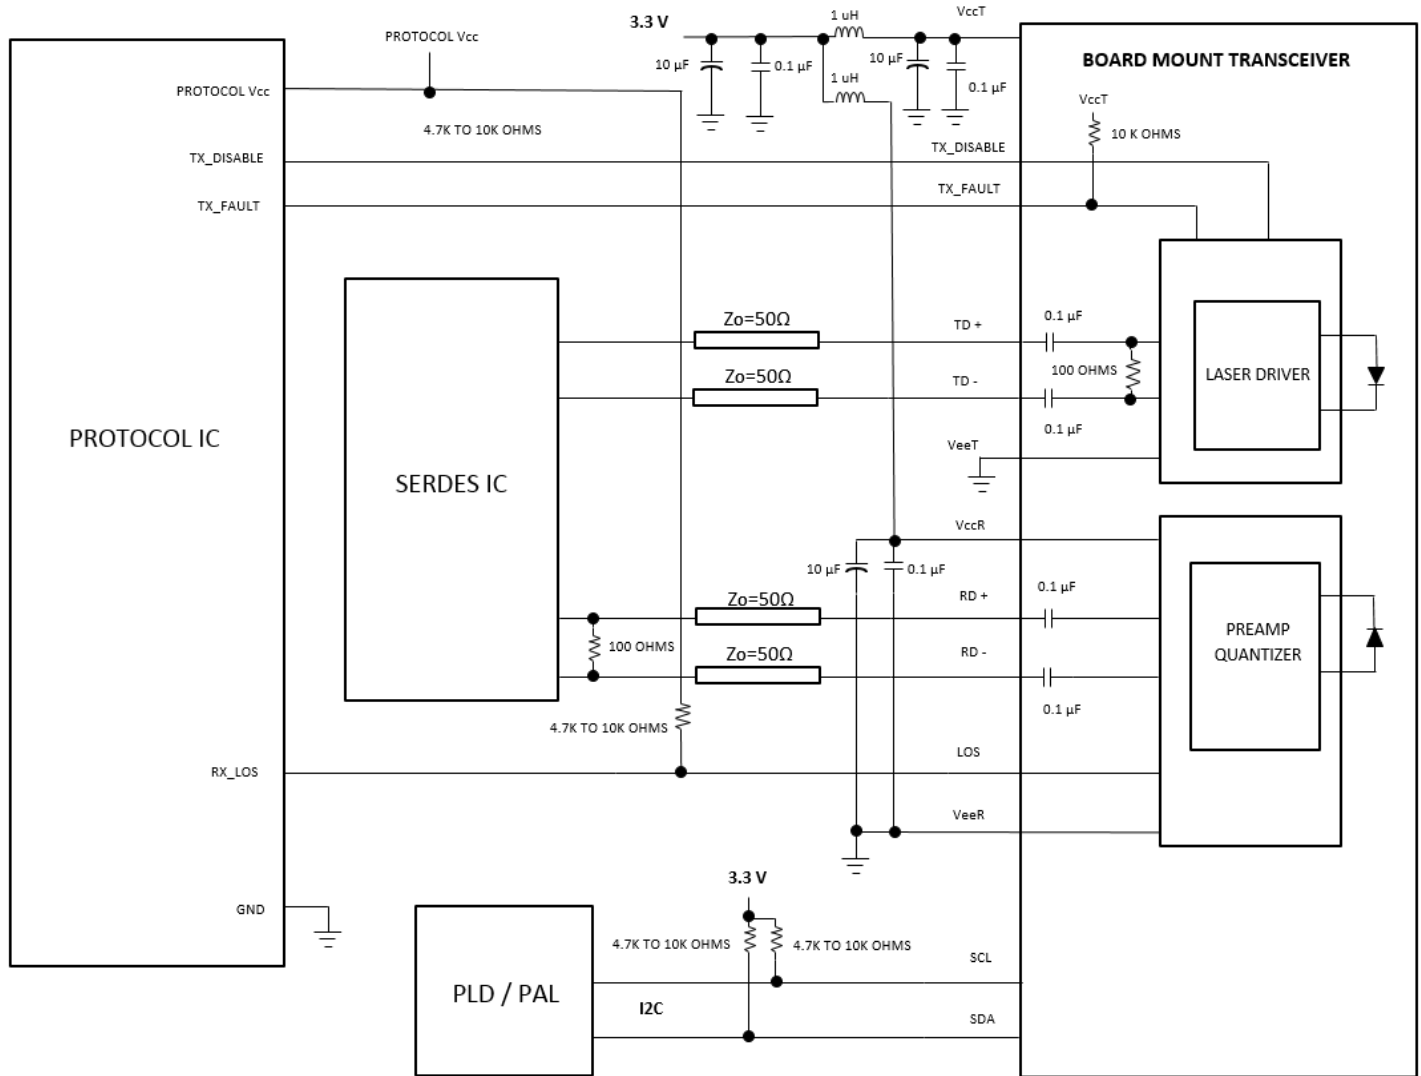 3.3 V
1 uH
VccT
PROTOCOL Vcc
BOARD MOUNT TRANSCEIVER
10 µF
0.1 µF
10 µF
0.1 µF
1 uH
PROTOCOL Vcc
VccT
4.7K TO 10K OHMS
10 K OHMS
TX_DISABLE
TX_DISABLE
TX_FAULT
TX_FAULT
Zo=50Ω
TD +
0.1 µF
Zo=50Ω
TD -
100 OHMS
LASER DRIVER
0.1 µF
PROTOCOL IC
VeeT
SERDES IC
VccR
10 µF
0.1 µF
0.1 µF
Zo=50Ω
RD +
PREAMP
QUANTIZER
100 OHMS
Zo=50Ω
RD -
0.1 µF
4.7K TO 10K OHMS
RX_LOS
LOS
VeeR
3.3 V
GND
4.7K TO 10K OHMS
4.7K TO 10K OHMS
SCL
PLD / PAL
I2C
SDA